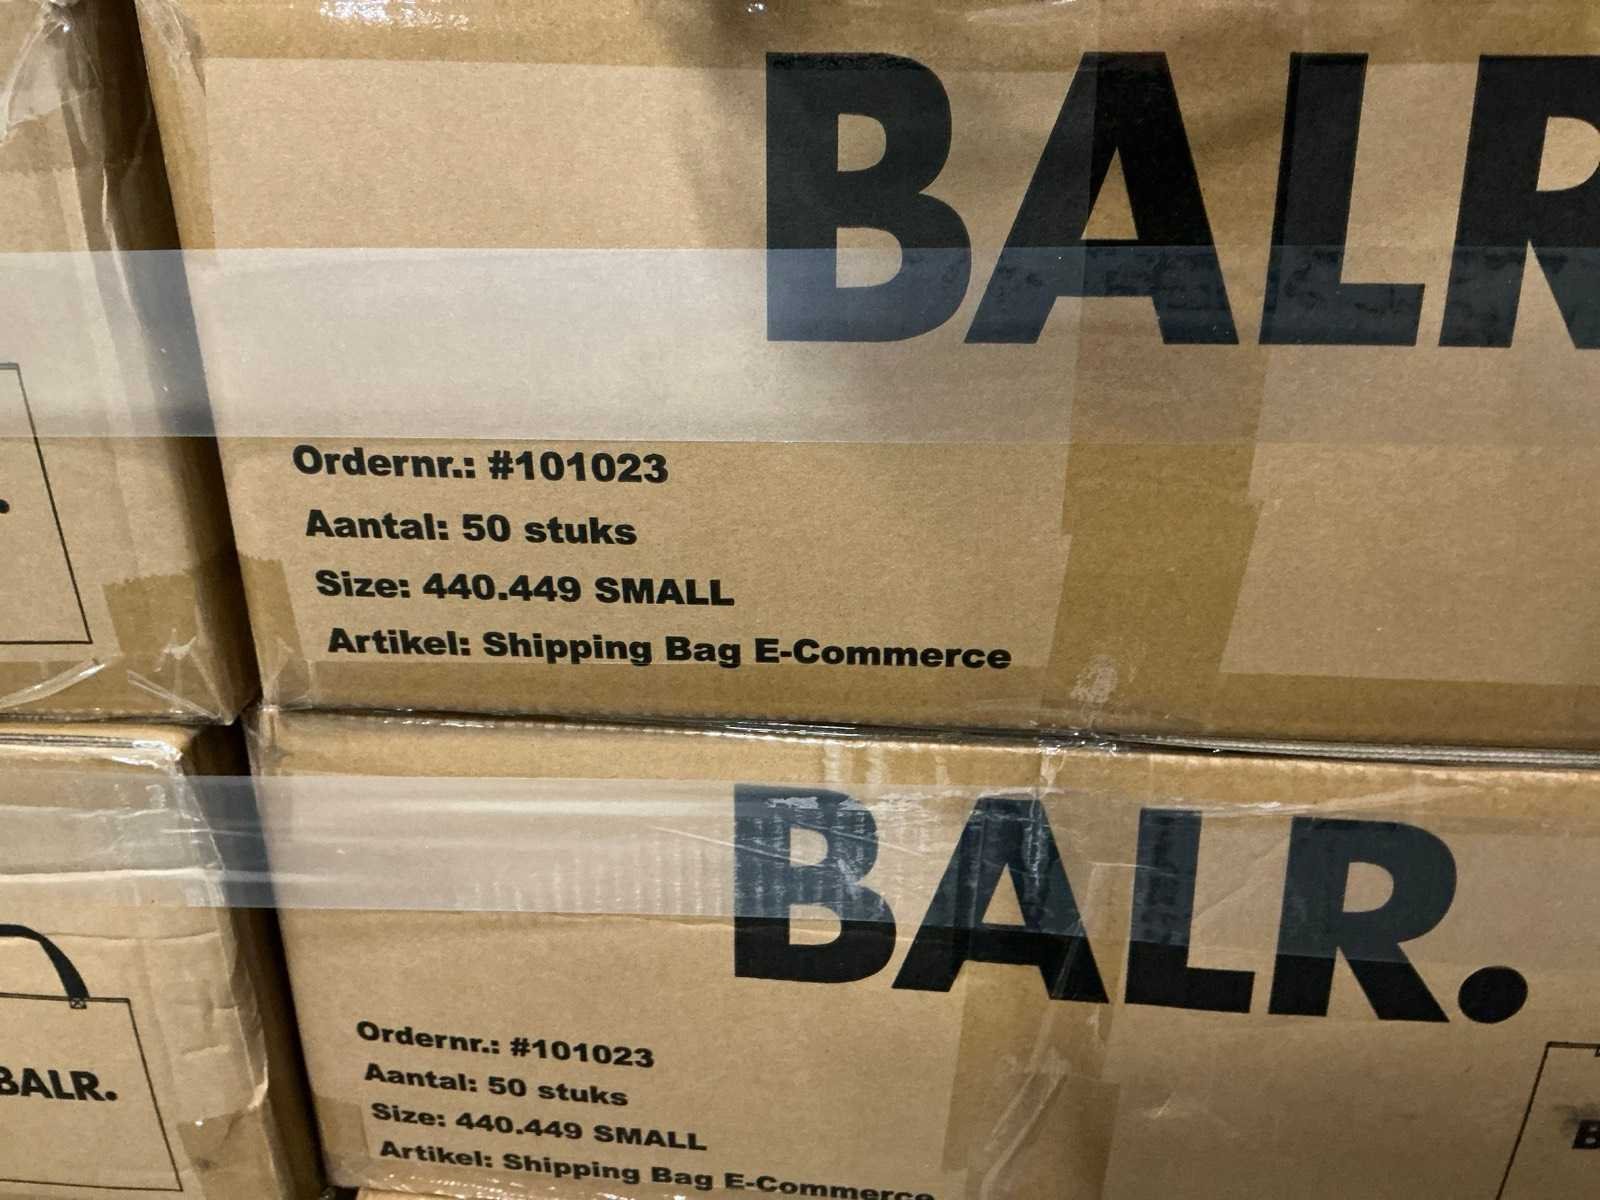 BALR
Ordernr.: #101023
Aantal: 50 stuks
Size: 440.449 SMALL
Artikel: Shipping Bag E-Commerce
BALR.
Ordernr.: #101023
Aantal: 50 stuks
Size: 440.449 SMALL
Artikel: Shipping Bag E-Commerce
BALR.